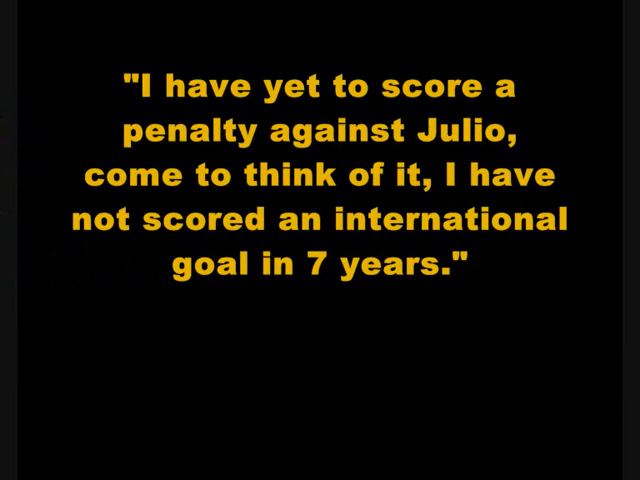 "I have yet to score a
penalty against Julio,
come to think of it, I have
not scored an international
goal in 7 years."